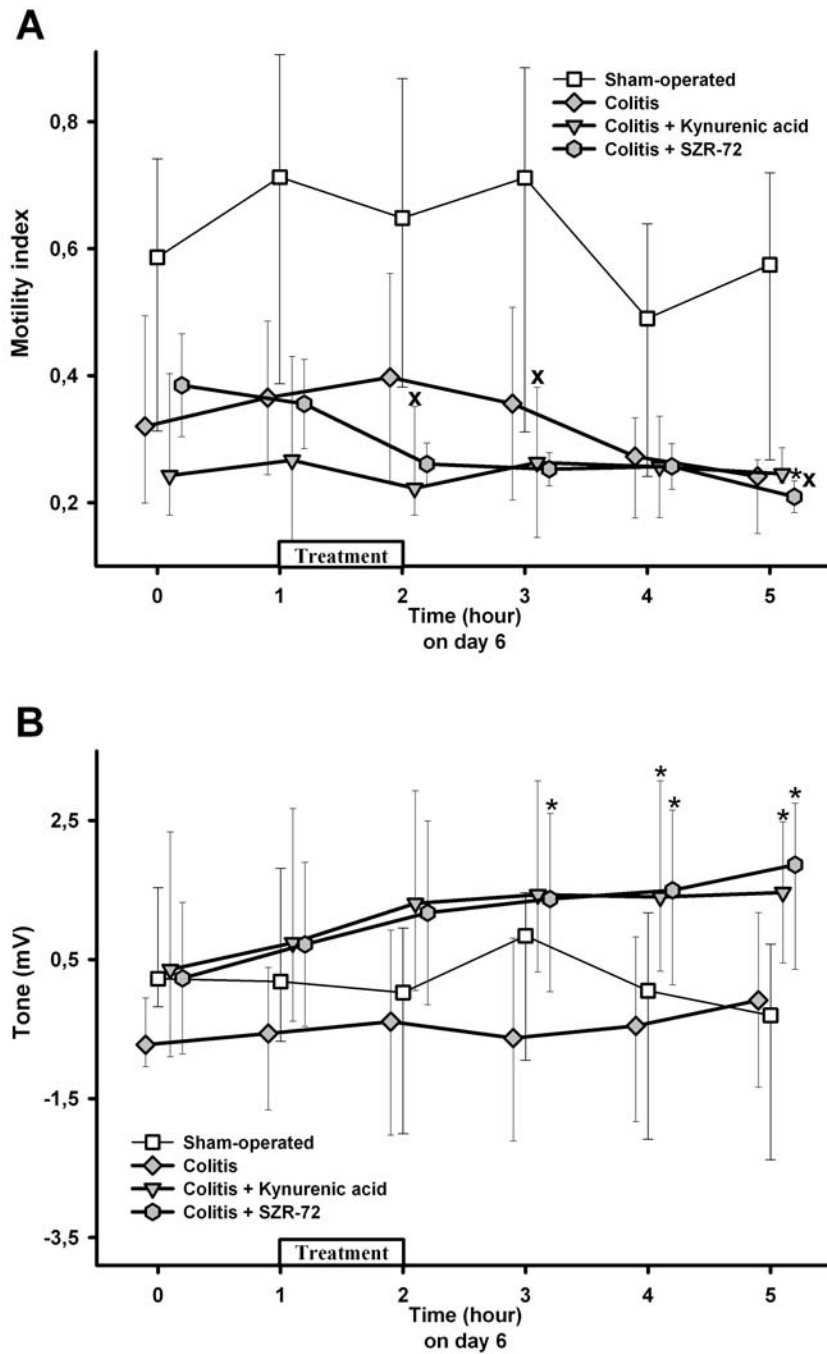 A
Sham-operated
Colitis
Colitis + Kynurenic acid
Colitis + SZR-72
Motility index
0,8
0,6
0,4
0,2
x
x
*
x
Treatment
0 1 2 3 4 5
Time (hour)
on day 6
B
Tone (mV)
2,5
0,5
-1,5
-3,5
*
*
*
*
*
Sham-operated
Colitis
Colitis + Kynurenic acid
Colitis + SZR-72
Treatment
0 1 2 3 4 5
Time (hour)
on day 6